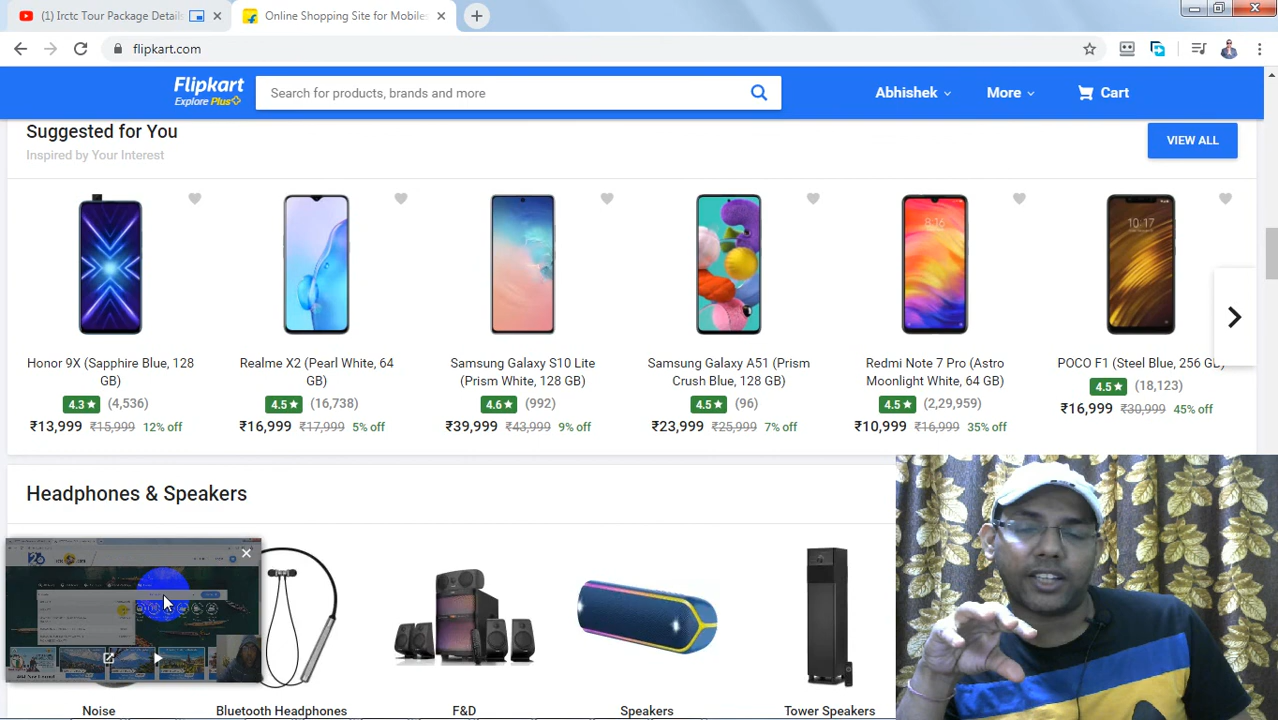 (1) Irctc Tour Package Detail
Online Shopping Site for Mobiles
flipkart.com
Flipkart
Explore Plus
Search for products, brands and more
Abhishek
More
Cart
Suggested for You
Inspired by Your Interest
VIEW ALL
8:16
10:17
Honor 9X (Sapphire Blue, 128 GB)
4.3★ (4,536)
₹13,999 ₹15,999 12% off
Realme X2 (Pearl White, 64 GB)
4.5★ (16,738)
₹16,999 ₹17,999 5% off
Samsung Galaxy S10 Lite (Prism White, 128 GB)
4.6★ (992)
₹39,999 ₹43,999 9% off
Samsung Galaxy A51 (Prism Crush Blue, 128 GB)
4.5★ (96)
₹23,999 ₹25,999 7% off
Redmi Note 7 Pro (Astro Moonlight White, 64 GB)
4.5★ (2,29,959)
₹10,999 ₹16,999 35% off
POCO F1 (Steel Blue, 256 GB)
4.5★ (18,123)
₹16,999 ₹30,999 45% off
Headphones & Speakers
Noise
Bluetooth Headphones
F&D
Speakers
Tower Speakers